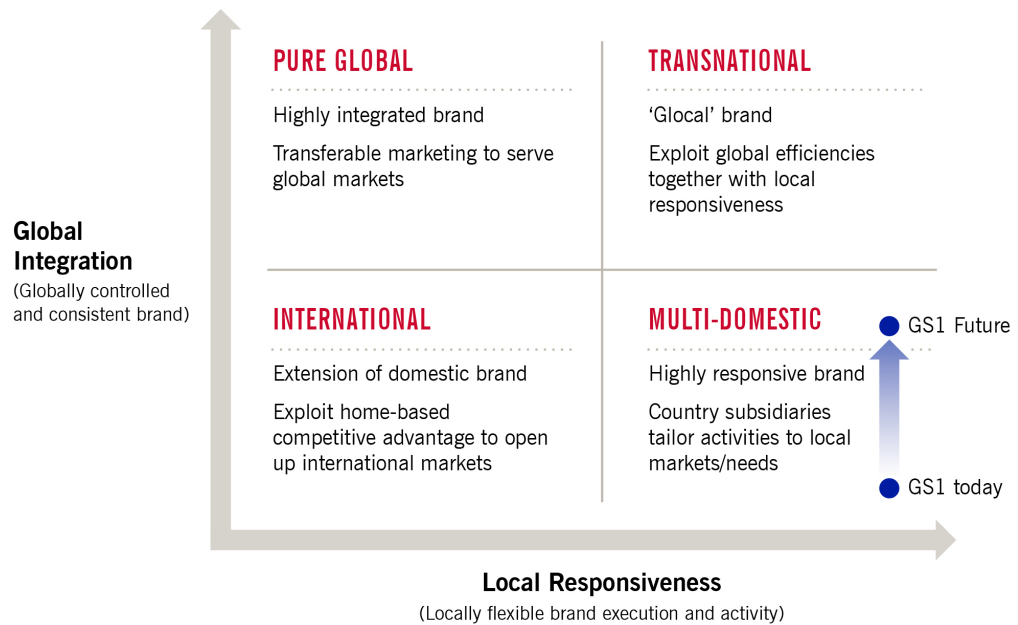 PURE GLOBAL
Highly integrated brand
Transferable marketing to serve
global markets
TRANSNATIONAL
‘Glocal’ brand
Exploit global efficiencies
together with local
responsiveness
Global
Integration
(Globally controlled
and consistent brand)
INTERNATIONAL
Extension of domestic brand
Exploit home-based
competitive advantage to open
up international markets
MULTI-DOMESTIC
Highly responsive brand
Country subsidiaries
tailor activities to local
markets/needs
GS1 Future
GS1 today
Local Responsiveness
(Locally flexible brand execution and activity)